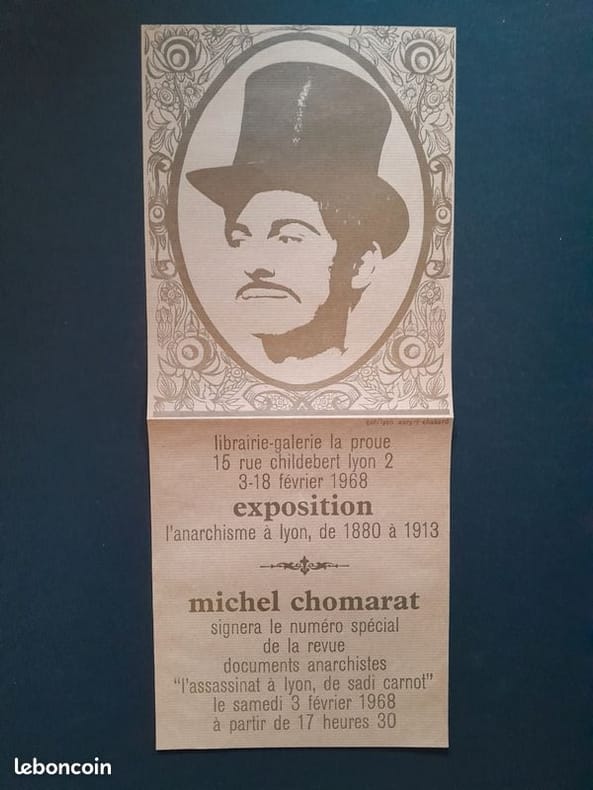 librairie-galerie la proue
15 rue childebert lyon 2
3-18 février 1968
exposition
l'anarchisme à lyon, de 1880 à 1913
michel chomarat
signera le numéro spécial
de la revue
documents anarchistes
"l'assassinat à lyon, de sadi carnot"
le samedi 3 février 1968
à partir de 17 heures 30
leboncoin